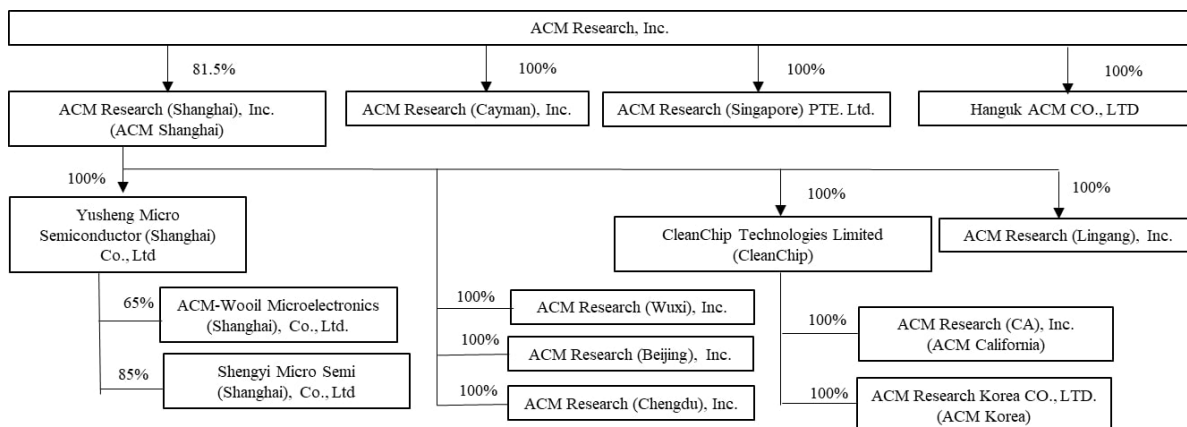 ACM Research, Inc.
81.5%
100%
100%
100%
ACM Research (Shanghai), Inc.
(ACM Shanghai)
ACM Research (Cayman), Inc.
ACM Research (Singapore) PTE. Ltd.
Hanguk ACM CO., LTD
100%
100%
100%
Yusheng Micro
Semiconductor (Shanghai)
Co., Ltd
CleanChip Technologies Limited
(CleanChip)
ACM Research (Lingang), Inc.
65%
ACM-Wooil Microelectronics
(Shanghai), Co., Ltd.
85%
Shengyi Micro Semi
(Shanghai), Co., Ltd
100%
ACM Research (Wuxi), Inc.
100%
ACM Research (Beijing), Inc.
100%
ACM Research (Chengdu), Inc.
100%
ACM Research (CA), Inc.
(ACM California)
100%
ACM Research Korea CO., LTD.
(ACM Korea)